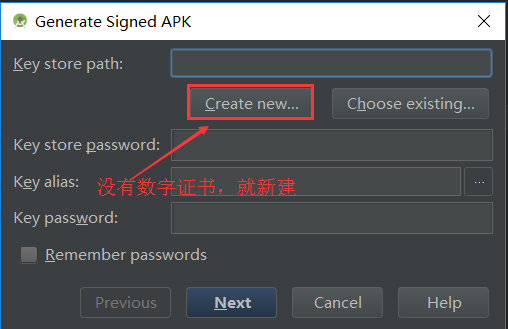 Generate Signed APK
Key store path:
Create new...
Choose existing...
Key store password:
Key alias:
...
没有数字证书，就新建
Key password:
Remember passwords
Previous
Next
Cancel
Help